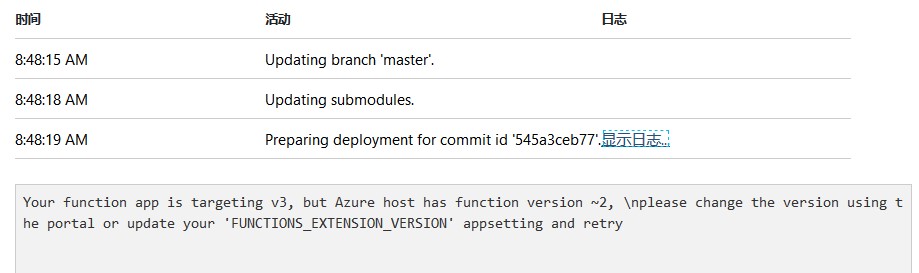 时间 活动 日志
8:48:15 AM Updating branch 'master'.
8:48:18 AM Updating submodules.
8:48:19 AM Preparing deployment for commit id '545a3ceb77'.显示日志...
Your function app is targeting v3, but Azure host has function version ~2, \nplease change the version using t
he portal or update your 'FUNCTIONS_EXTENSION_VERSION' appsetting and retry